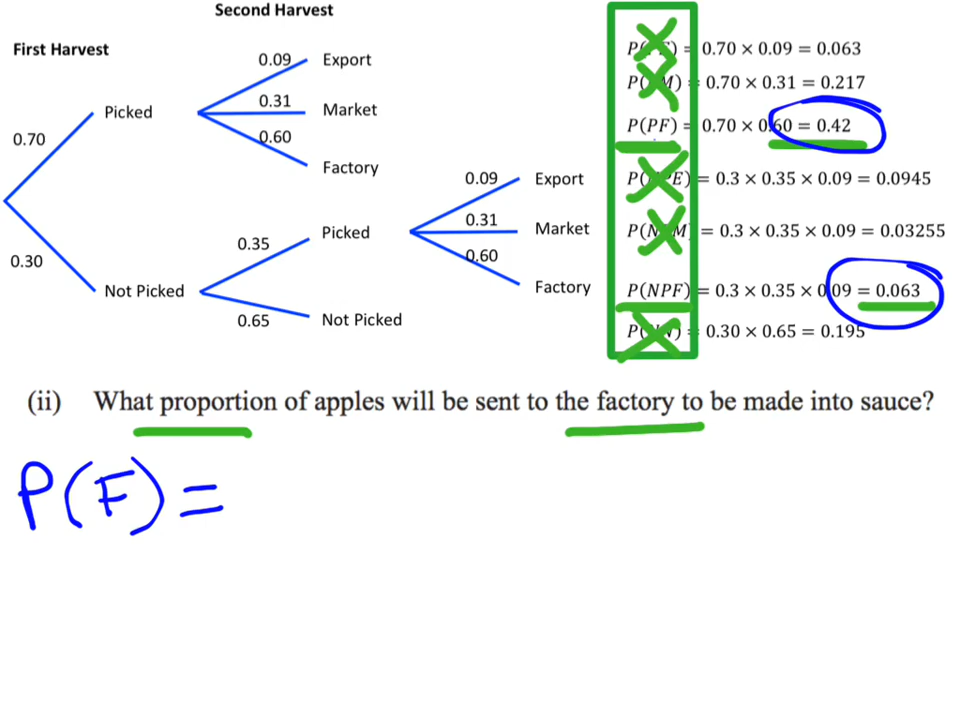 Second Harvest
First Harvest
0.09 Export
0.31 Market
0.60
Factory
Picked
0.70
P( ) = 0.70 × 0.09 = 0.063
P( M) = 0.70 × 0.31 = 0.217
P(PF) = 0.70 × 0.60 = 0.42
P( E) = 0.3 × 0.35 × 0.09 = 0.0945
P(N M) = 0.3 × 0.35 × 0.09 = 0.03255
P(NPF) = 0.3 × 0.35 × 0.09 = 0.063
P( ) = 0.30 × 0.65 = 0.195
0.09 Export
0.31 Market
0.60
Factory
Picked
0.35
0.30
Not Picked
0.65 Not Picked
(ii) What proportion of apples will be sent to the factory to be made into sauce?
P(F) =